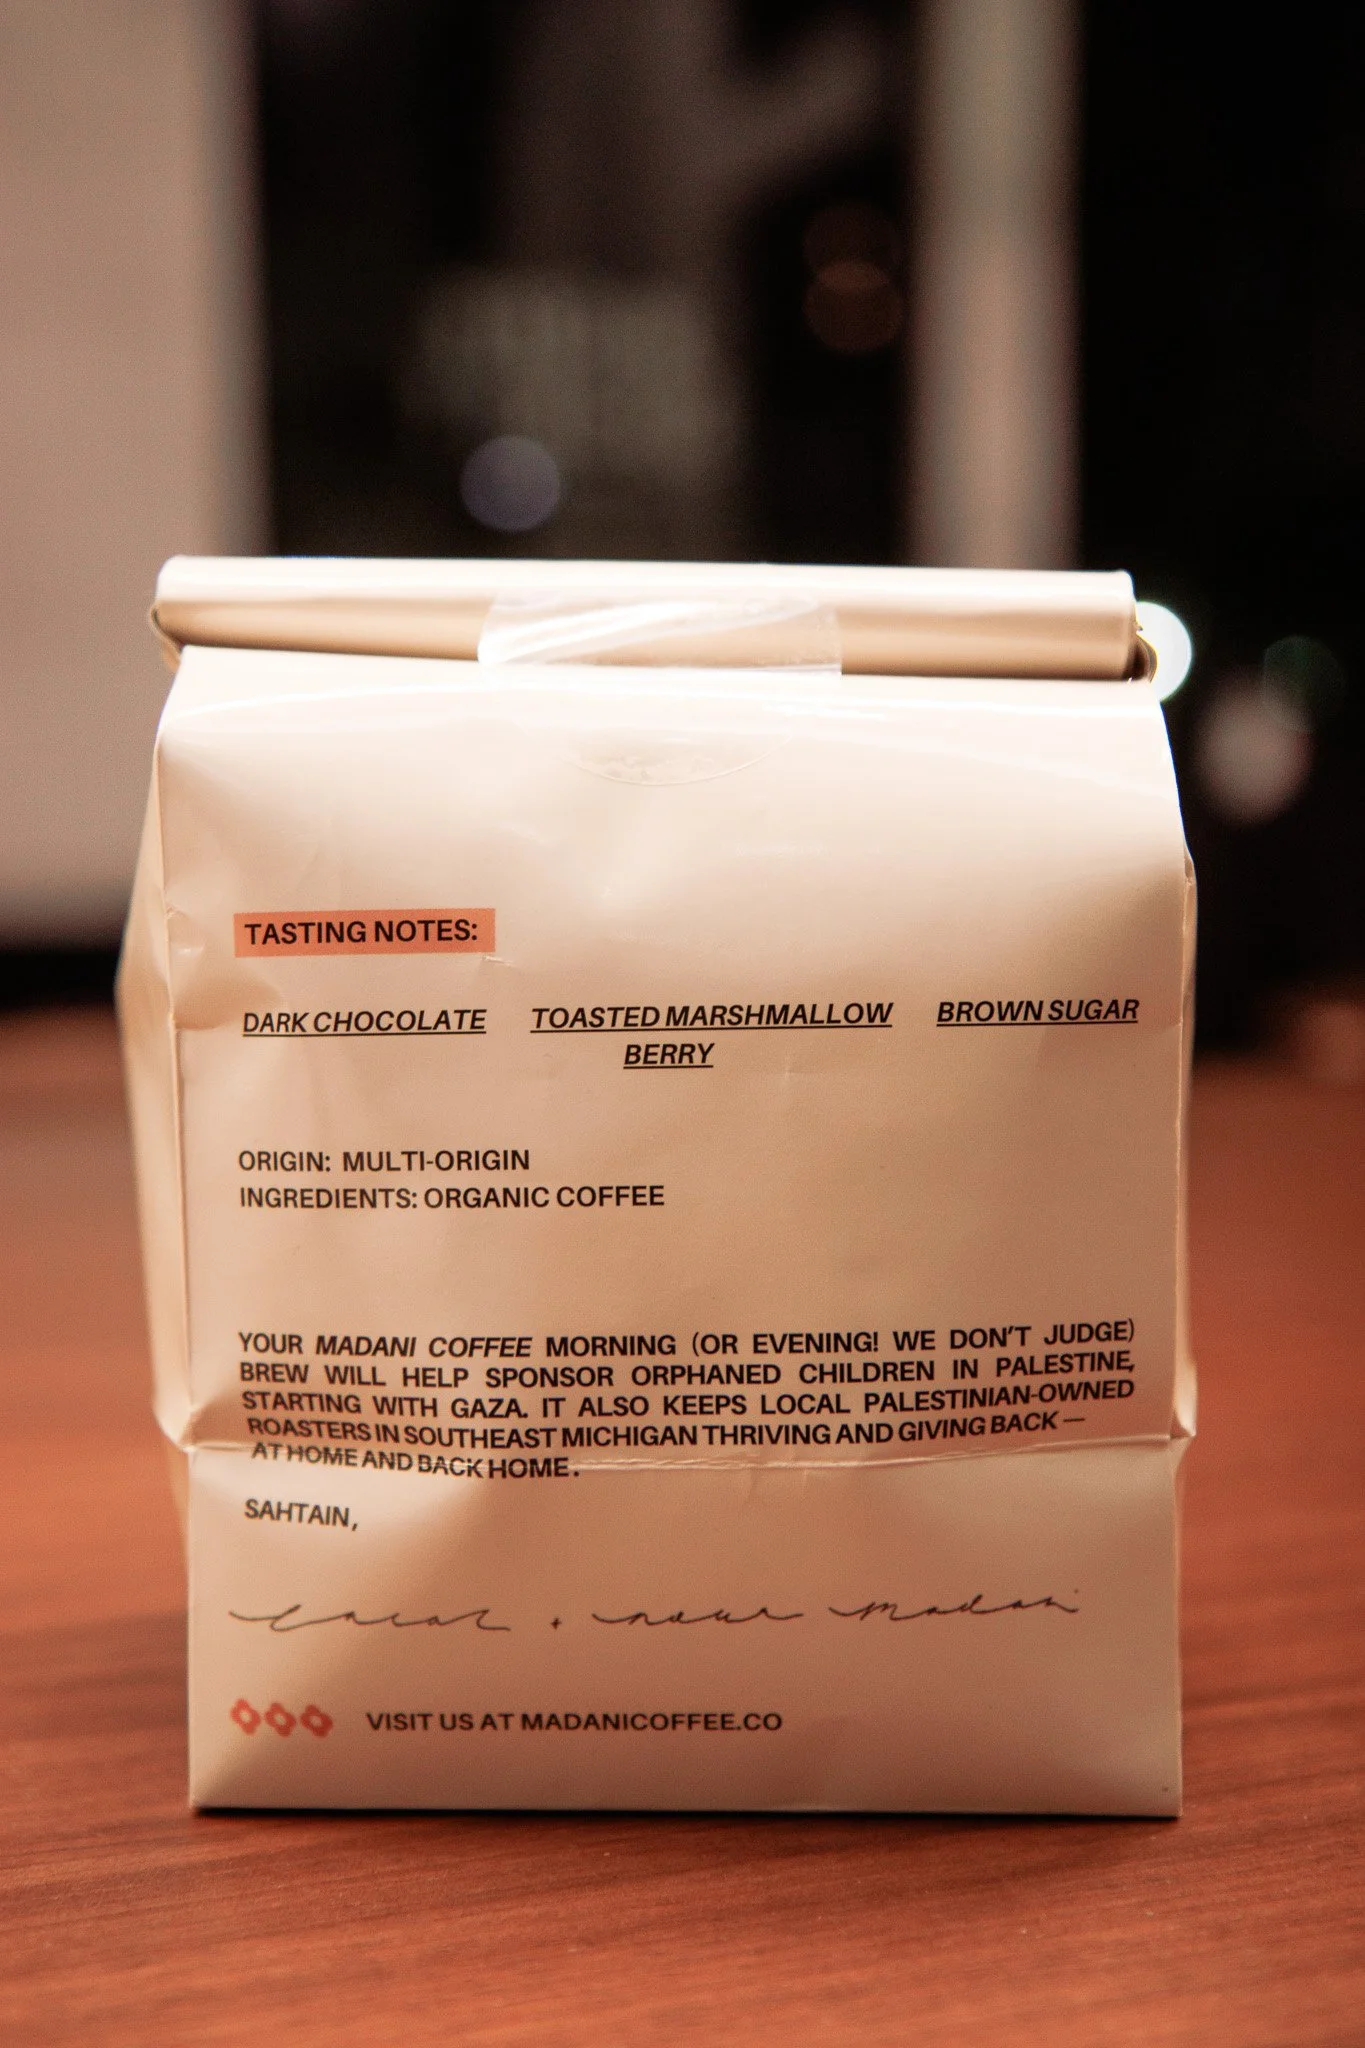 TASTING NOTES:
DARK CHOCOLATE TOASTED MARSHMALLOW BROWN SUGAR
BERRY
ORIGIN: MULTI-ORIGIN
INGREDIENTS: ORGANIC COFFEE
YOUR MADANI COFFEE MORNING (OR EVENING! WE DON'T JUDGE)
BREW WILL HELP SPONSOR ORPHANED CHILDREN IN PALESTINE,
STARTING WITH GAZA. IT ALSO KEEPS LOCAL PALESTINIAN-OWNED
ROASTERS IN SOUTHEAST MICHIGAN THRIVING AND GIVING BACK —
AT HOME AND BACK HOME.
SAHTAIN,
+ nour madani
VISIT US AT MADANICOFFEE.CO